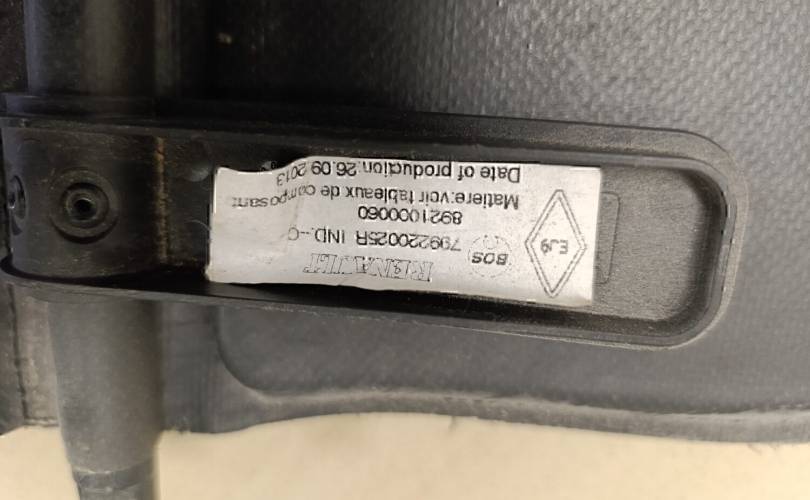 RENAULT
BOS 799220025R IND.-C
8921000060
Matiere:voir tableaux de composant
Date of production:26.09.2013
EJ9